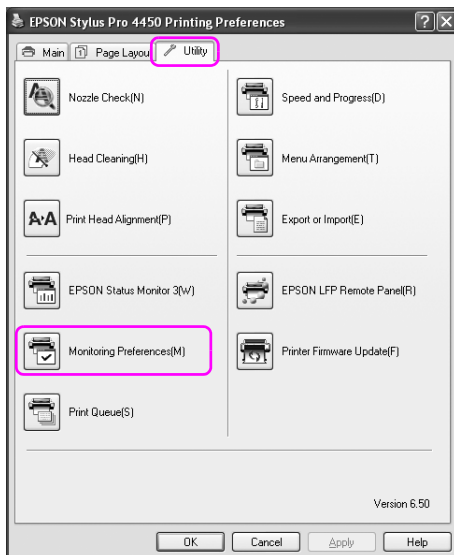 EPSON Stylus Pro 4450 Printing Preferences
Main Page Layou Utility
Nozzle Check(N)
Speed and Progress(D)
Head Cleaning(H)
Menu Arrangement(T)
Print Head Alignment(P)
Export or Import(E)
EPSON Status Monitor 3(W)
EPSON LFP Remote Panel(R)
Monitoring Preferences(M)
Printer Firmware Update(F)
Print Queue(S)
Version 6.50
OK Cancel Apply Help